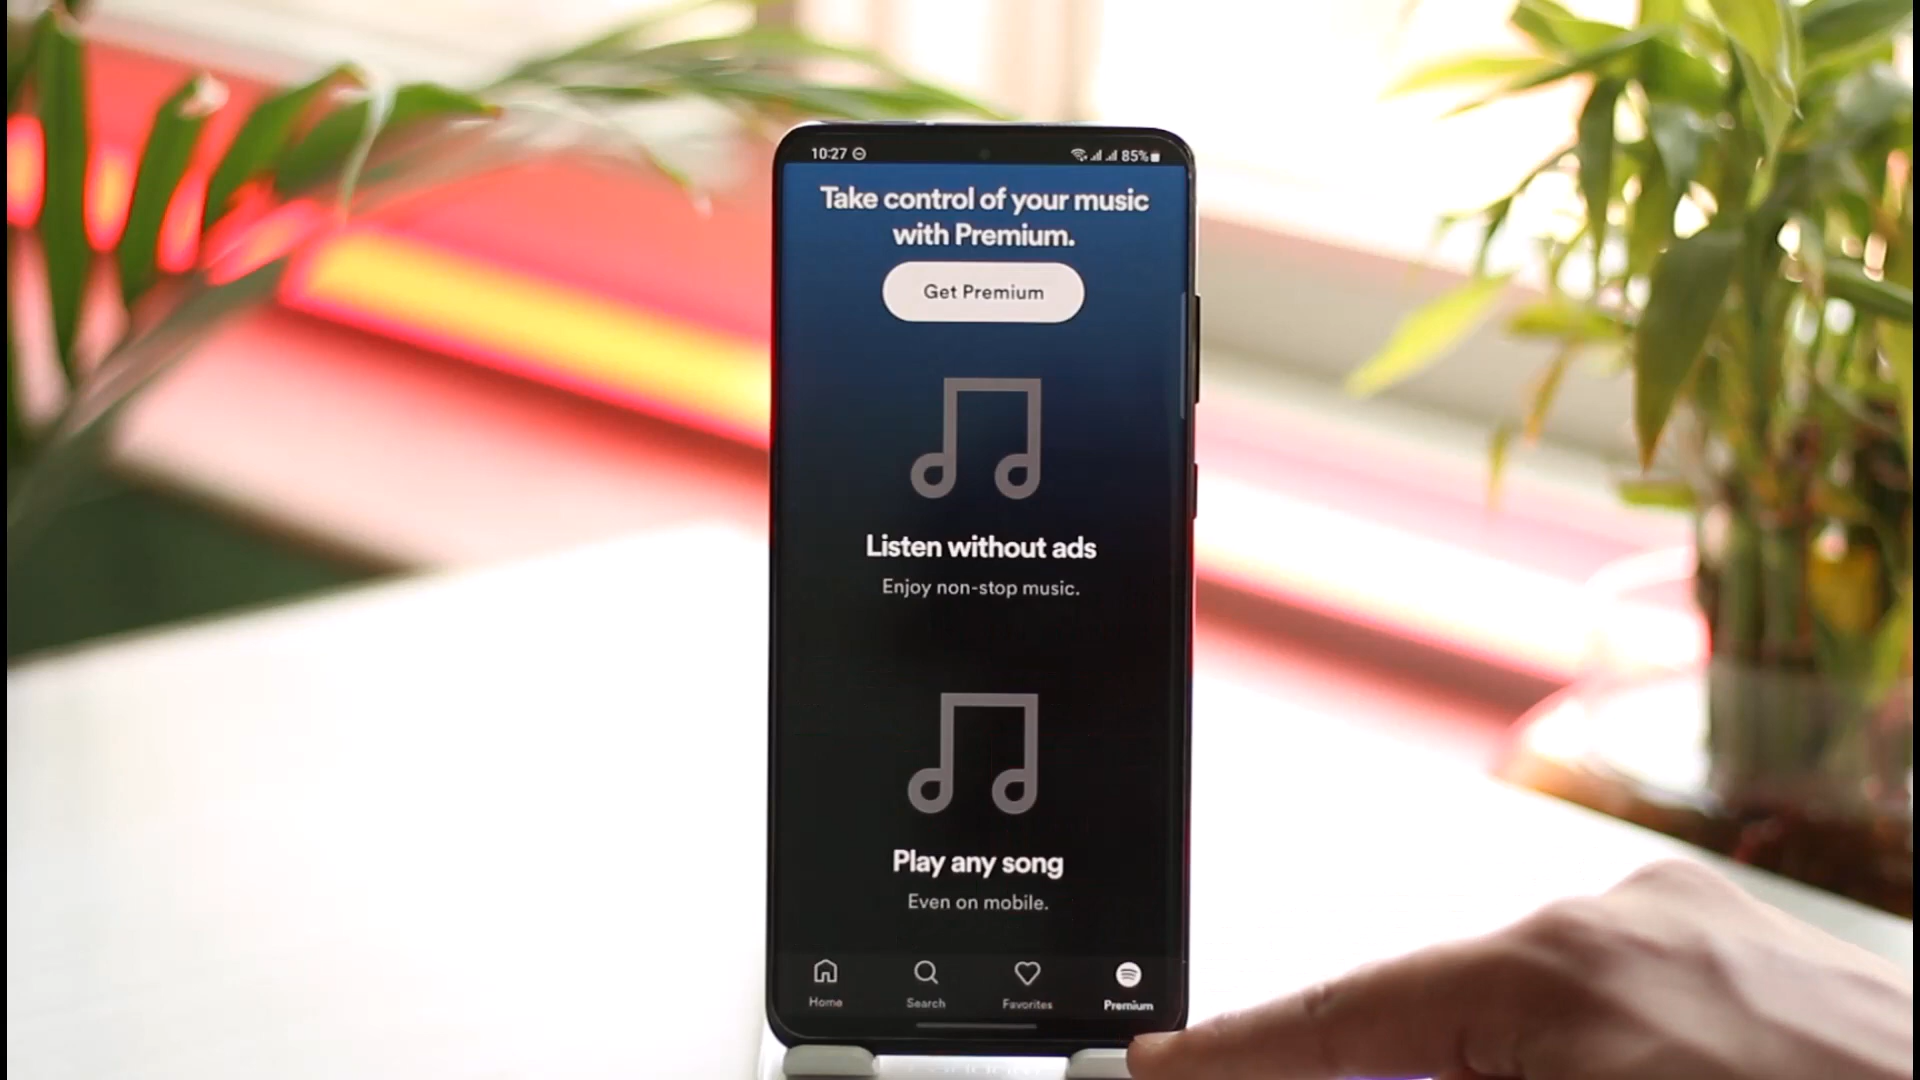 10:27
85%
Take control of your music
with Premium.
Get Premium
Listen without ads
Enjoy non-stop music.
Play any song
Even on mobile.
Home
Search
Favorites
Premium